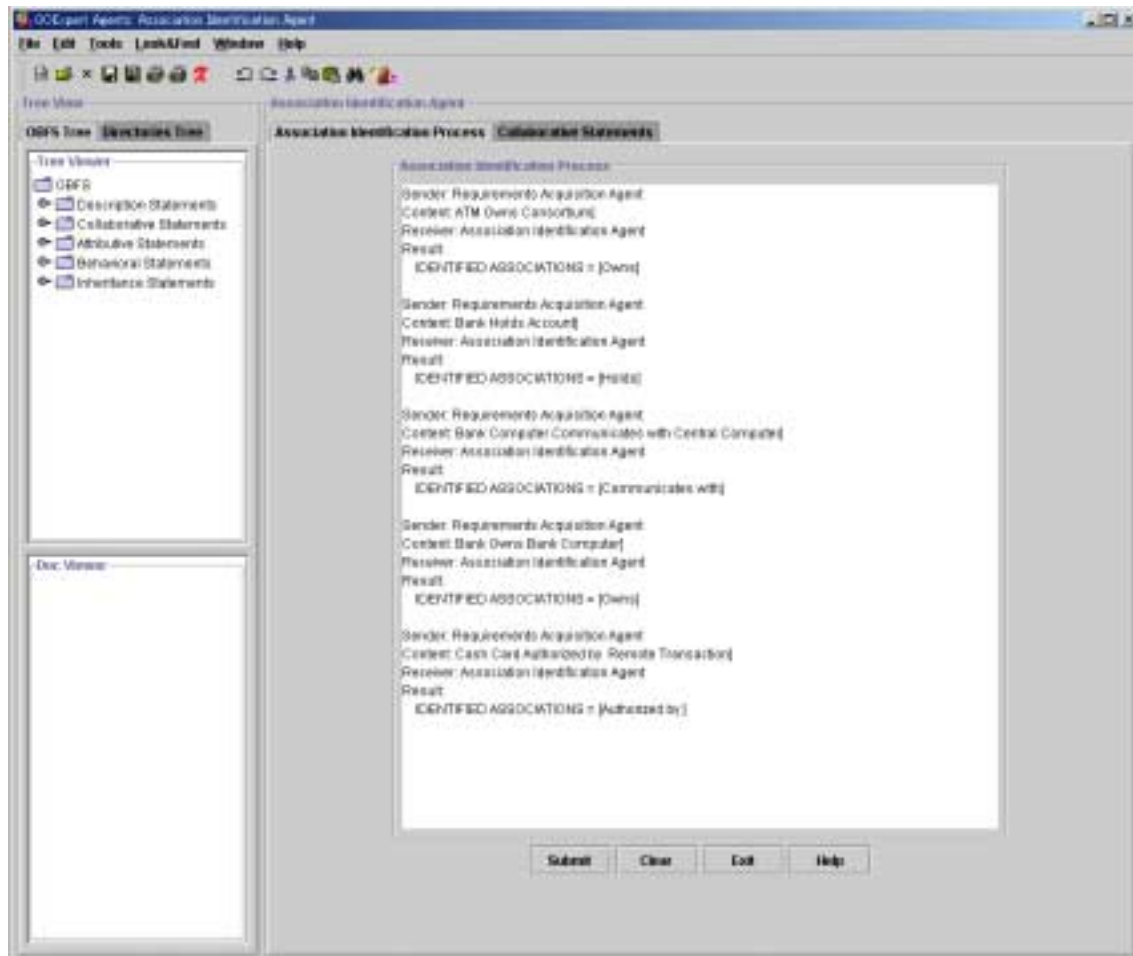 OOExpert Agents: Association Identification Agent
File Edit Tools Look&Feel Window Help
Tree View
OBFS Tree Directories Tree
Tree Viewer
OBFS
Description Statements
Collaborative Statements
Attributive Statements
Behavioral Statements
Inheritance Statements
Doc Viewer
Association Identification Agent
Association Identification Process Collaborative Statements
Association Identification Process
Sender: Requirements Acquisition Agent
Content: ATM Owns Consortium]
Receiver: Association Identification Agent
Result:
IDENTIFIED ASSOCIATIONS = [Owns]
Sender: Requirements Acquisition Agent
Content: Bank Holds Account]
Receiver: Association Identification Agent
Result:
IDENTIFIED ASSOCIATIONS = [Holds]
Sender: Requirements Acquisition Agent
Content: Bank Computer Communicates with Central Computer]
Receiver: Association Identification Agent
Result:
IDENTIFIED ASSOCIATIONS = [Communicates with]
Sender: Requirements Acquisition Agent
Content: Bank Owns Bank Computer]
Receiver: Association Identification Agent
Result:
IDENTIFIED ASSOCIATIONS = [Owns]
Sender: Requirements Acquisition Agent
Content: Cash Card Authorized by Remote Transaction]
Receiver: Association Identification Agent
Result:
IDENTIFIED ASSOCIATIONS = [Authorized by ]
Submit Clear Exit Help